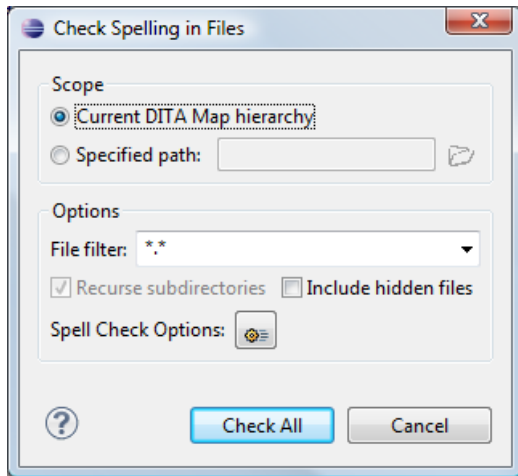 Check Spelling in Files
Scope
Current DITA Map hierarchy
Specified path:
Options
File filter: *.*
Recurse subdirectories Include hidden files
Spell Check Options:
Check All Cancel